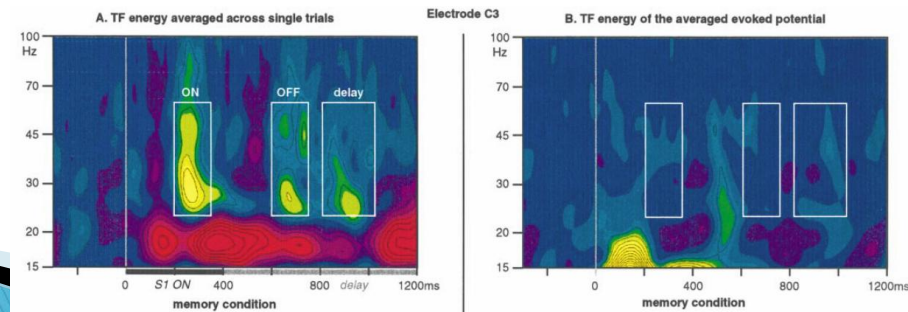 Electrode C3
A. TF energy averaged across single trials
100
Hz
70
45
30
20
15
ON
OFF
delay
0
400
800
1200ms
S1 ON
delay
memory condition
B. TF energy of the averaged evoked potential
100
Hz
70
45
30
20
15
0
400
800
1200ms
memory condition